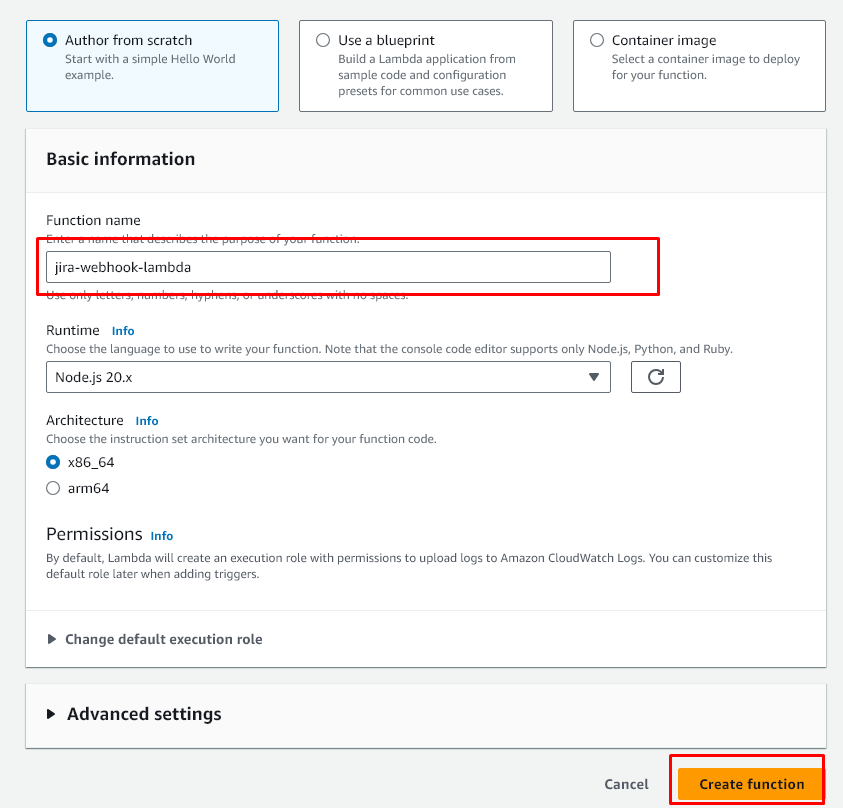 Author from scratch
Start with a simple Hello World
example.
Use a blueprint
Build a Lambda application from
sample code and configuration
presets for common use cases.
Container image
Select a container image to deploy
for your function.
Basic information
Function name
Enter a name that describes the purpose of your function.
jira-webhook-lambda
Use only letters, numbers, hyphens, or underscores with no spaces.
Runtime Info
Choose the language to use to write your function. Note that the console code editor supports only Node.js, Python, and Ruby.
Node.js 20.x
Architecture Info
Choose the instruction set architecture you want for your function code.
x86_64
arm64
Permissions Info
By default, Lambda will create an execution role with permissions to upload logs to Amazon CloudWatch Logs. You can customize this
default role later when adding triggers.
Change default execution role
Advanced settings
Cancel Create function